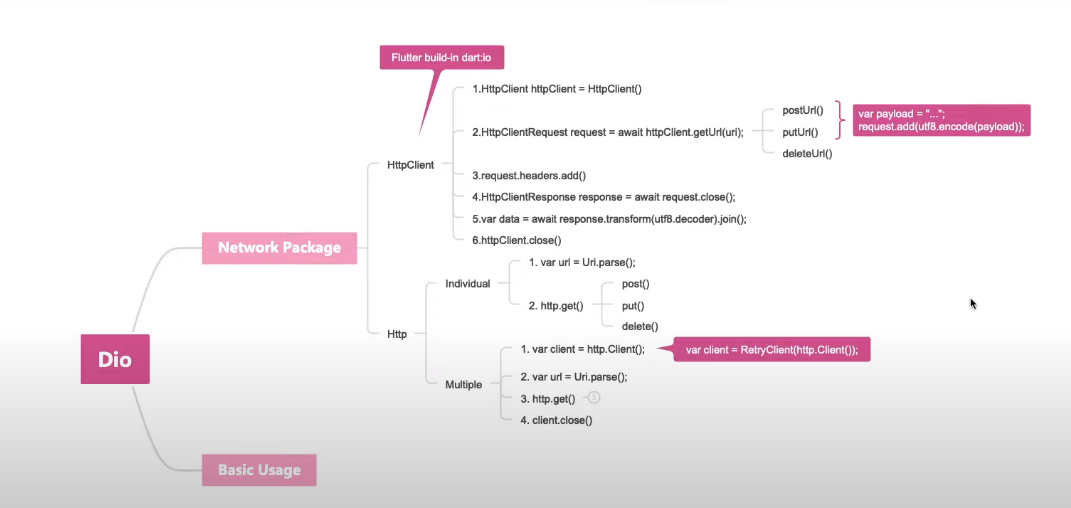 Flutter build-in dart:io
1.HttpClient httpClient = HttpClient()
postUrl()
var payload = "...";
2.HttpClientRequest request = await httpClient.getUrl(uri);
putUrl()
request.add(utf8.encode(payload));
deleteUrl()
HttpClient
3.request.headers.add()
4.HttpClientResponse response = await request.close();
5.var data = await response.transform(utf8.decoder).join();
6.httpClient.close()
Network Package
1. var url = Uri.parse();
Individual
post()
2. http.get()
put()
delete()
Http
1. var client = http.Client();
var client = RetryClient(http.Client());
Dio
2. var url = Uri.parse();
Multiple
3. http.get()
3
4. client.close()
Basic Usage